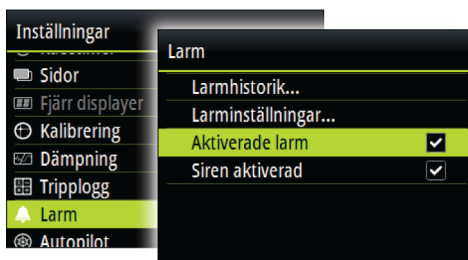 Inställningar
Sidor
Fjärr displayer
Kalibrering
Dämpning
Tripplogg
Larm
Autopilot
Larm
Larmhistorik...
Larminställningar...
Aktiverade larm
Siren aktiverad